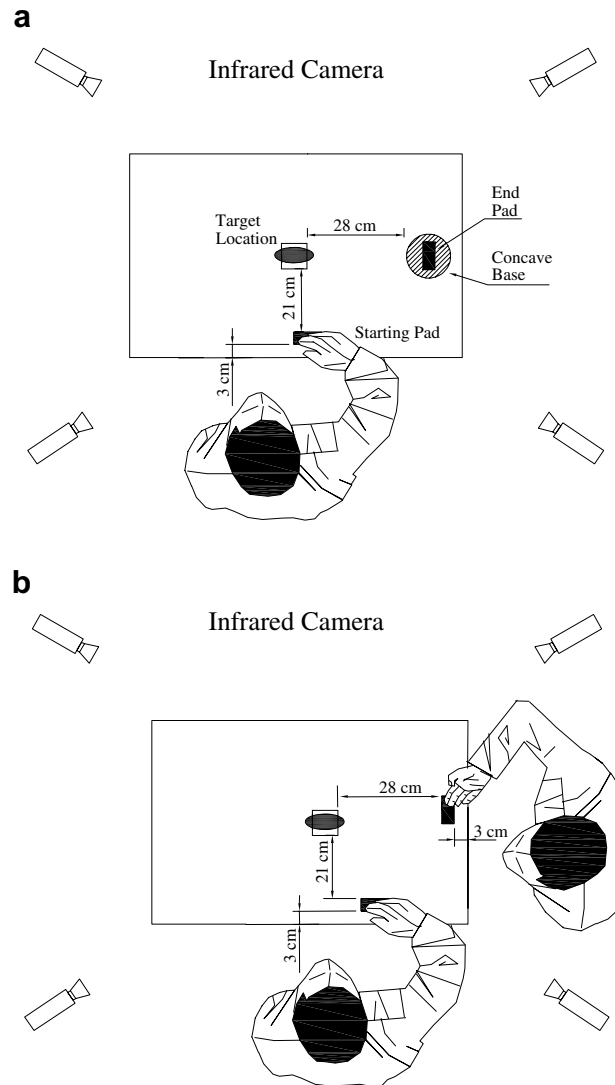 a
Infrared Camera
End
Pad
Target
Location
28 cm
Concave
Base
21 cm
Starting Pad
3 cm
b
Infrared Camera
28 cm
3 cm
21 cm
3 cm